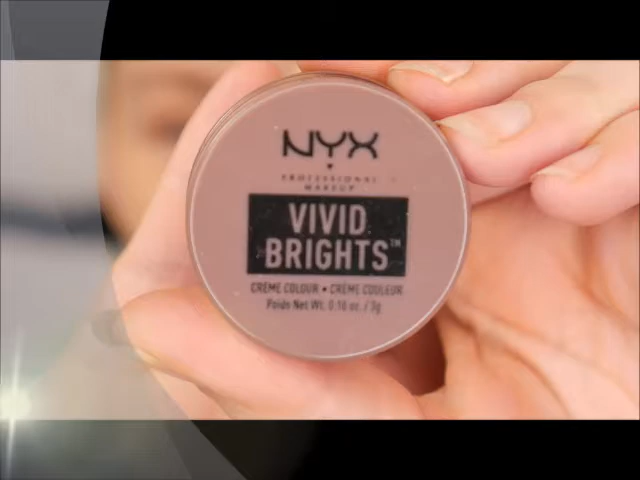 NYX
PROFESSIONAL
MAKEUP
VIVID
BRIGHTS™
CRÈME COLOUR • CRÈME COULEUR
Poids Net Wt. 0.10 oz. / 3g